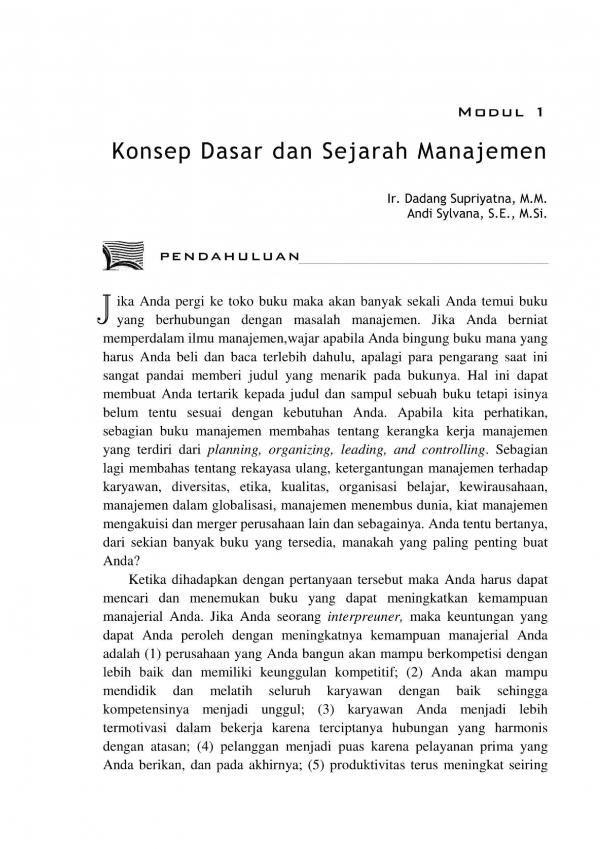 MODUL 1
Konsep Dasar dan Sejarah Manajemen
Ir. Dadang Supriyatna, M.M.
Andi Sylvana, S.E., M.Si.
PENDAHULUAN
Jika Anda pergi ke toko buku maka akan banyak sekali Anda temui buku
yang berhubungan dengan masalah manajemen. Jika Anda berniat
memperdalam ilmu manajemen,wajar apabila Anda bingung buku mana yang
harus Anda beli dan baca terlebih dahulu, apalagi para pengarang saat ini
sangat pandai memberi judul yang menarik pada bukunya. Hal ini dapat
membuat Anda tertarik kepada judul dan sampul sebuah buku tetapi isinya
belum tentu sesuai dengan kebutuhan Anda. Apabila kita perhatikan,
sebagian buku manajemen membahas tentang kerangka kerja manajemen
yang terdiri dari planning, organizing, leading, and controlling. Sebagian
lagi membahas tentang rekayasa ulang, ketergantungan manajemen terhadap
karyawan, diversitas, etika, kualitas, organisasi belajar, kewirausahaan,
manajemen dalam globalisasi, manajemen menembus dunia, kiat manajemen
mengakuisi dan merger perusahaan lain dan sebagainya. Anda tentu bertanya,
dari sekian banyak buku yang tersedia, manakah yang paling penting buat
Anda?
Ketika dihadapkan dengan pertanyaan tersebut maka Anda harus dapat
mencari dan menemukan buku yang dapat meningkatkan kemampuan
manajerial Anda. Jika Anda seorang interpreuner, maka keuntungan yang
dapat Anda peroleh dengan meningkatnya kemampuan manajerial Anda
adalah (1) perusahaan yang Anda bangun akan mampu berkompetisi dengan
lebih baik dan memiliki keunggulan kompetitif; (2) Anda akan mampu
mendidik dan melatih seluruh karyawan dengan baik sehingga
kompetensinya menjadi unggul; (3) karyawan Anda menjadi lebih
termotivasi dalam bekerja karena terciptanya hubungan yang harmonis
dengan atasan; (4) pelanggan menjadi puas karena pelayanan prima yang
Anda berikan, dan pada akhirnya; (5) produktivitas terus meningkat seiring